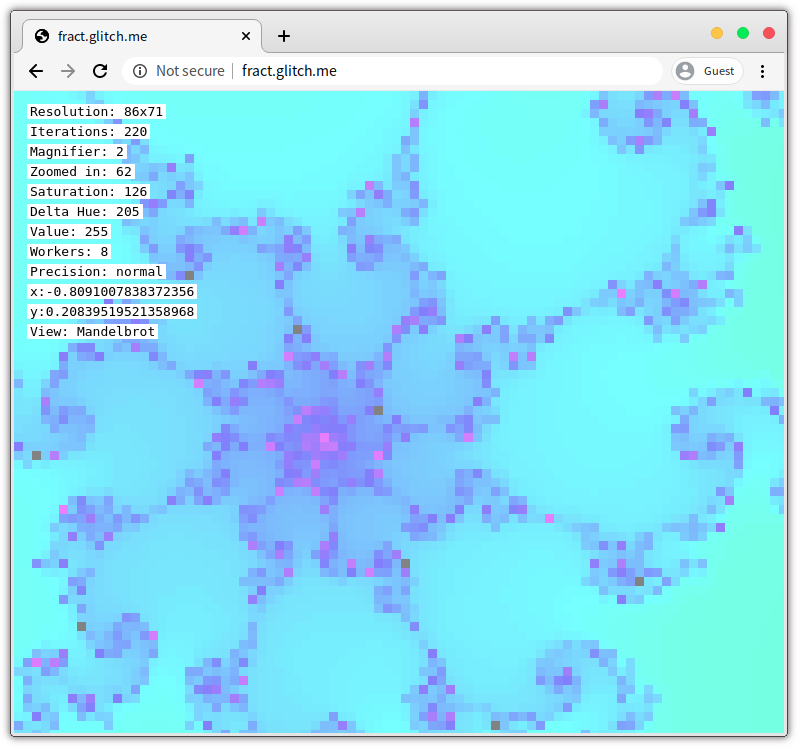 fract.glitch.me
Not secure fract.glitch.me Guest
Resolution: 86x71
Iterations: 220
Magnifier: 2
Zoomed in: 62
Saturation: 126
Delta Hue: 205
Value: 255
Workers: 8
Precision: normal
x:-0.8091007838372356
y:0.20839519521358968
View: Mandelbrot